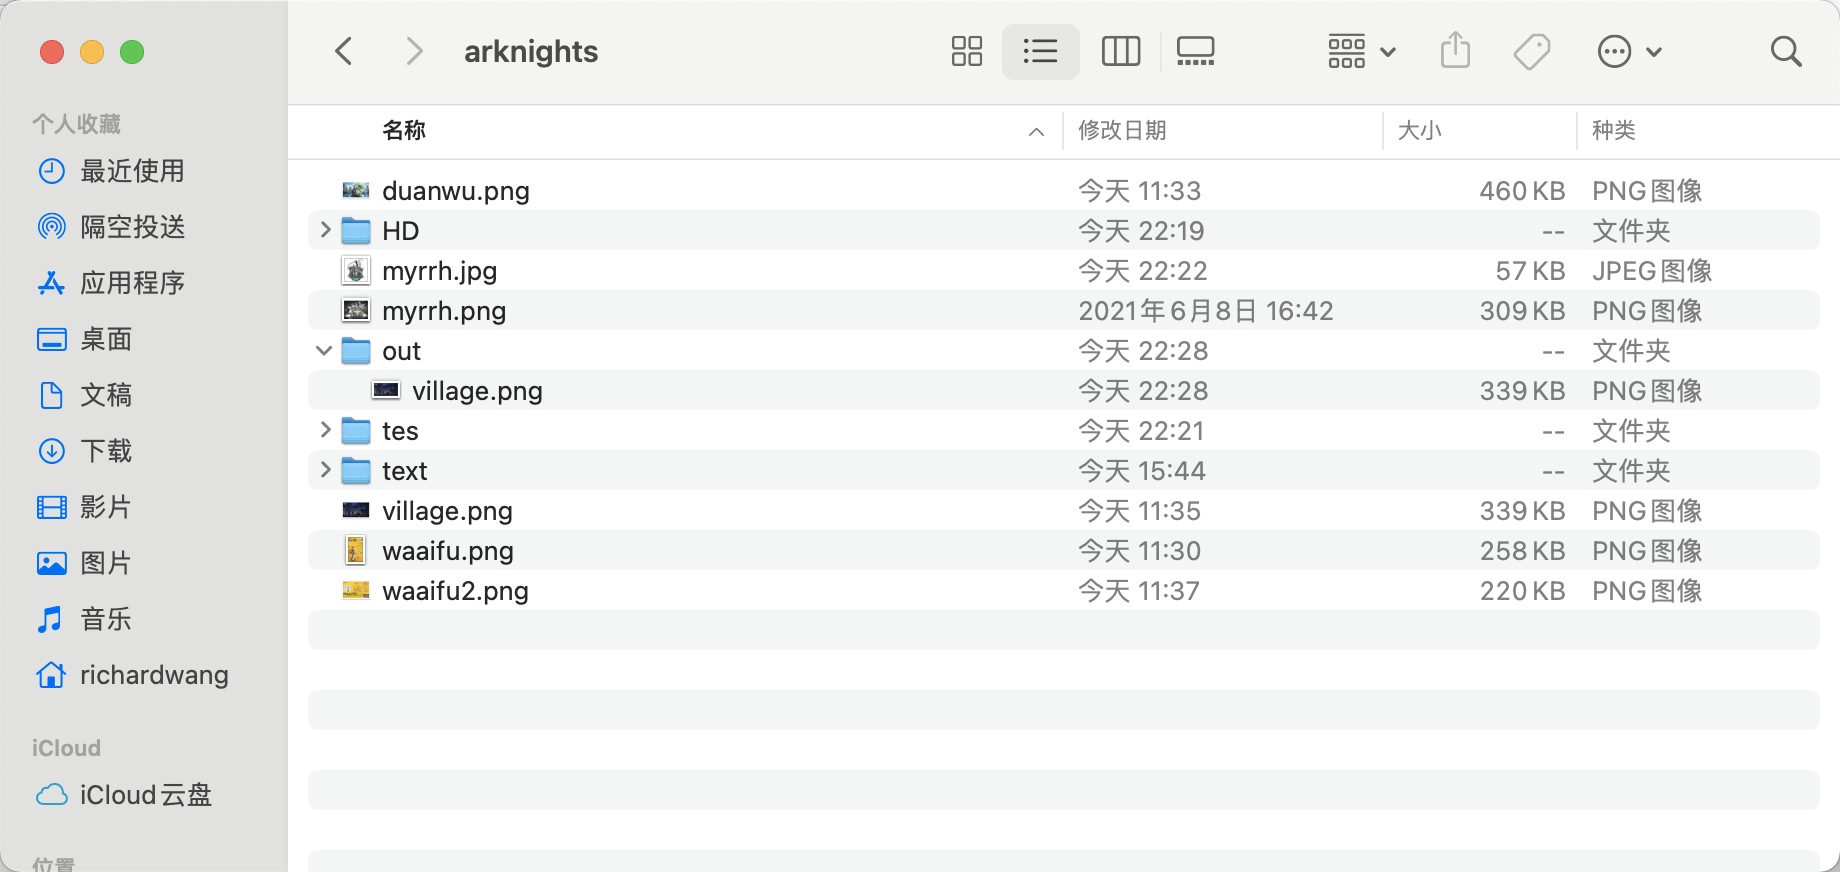 arknights
个人收藏
最近使用
隔空投送
应用程序
桌面
文稿
下载
影片
图片
音乐
richardwang
iCloud
iCloud云盘
位置
名称 修改日期 大小 种类
duanwu.png 今天 11:33 460 KB PNG图像
HD 今天 22:19 -- 文件夹
myrrh.jpg 今天 22:22 57 KB JPEG图像
myrrh.png 2021年6月8日 16:42 309 KB PNG图像
out 今天 22:28 -- 文件夹
village.png 今天 22:28 339 KB PNG图像
tes 今天 22:21 -- 文件夹
text 今天 15:44 -- 文件夹
village.png 今天 11:35 339 KB PNG图像
waaifu.png 今天 11:30 258 KB PNG图像
waaifu2.png 今天 11:37 220 KB PNG图像